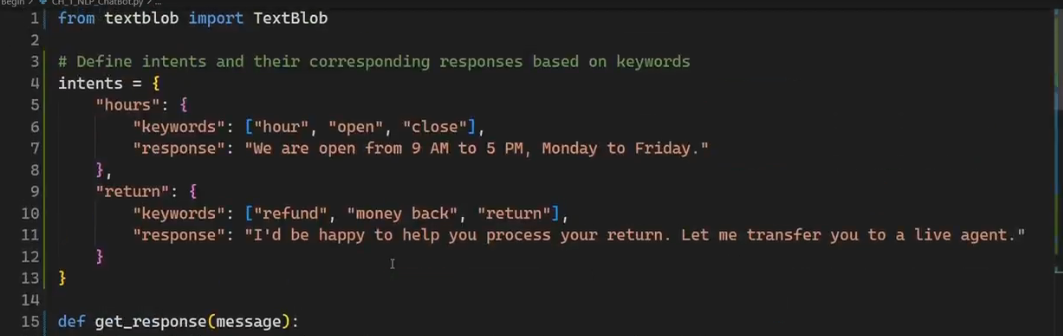 Begin > CH_1_NLP_ChatBot.py > ...
1 from textblob import TextBlob
2
3 # Define intents and their corresponding responses based on keywords
4 intents = {
5 "hours": {
6 "keywords": ["hour", "open", "close"],
7 "response": "We are open from 9 AM to 5 PM, Monday to Friday."
8 },
9 "return": {
10 "keywords": ["refund", "money back", "return"],
11 "response": "I'd be happy to help you process your return. Let me transfer you to a live agent."
12 }
13 }
14
15 def get_response(message):